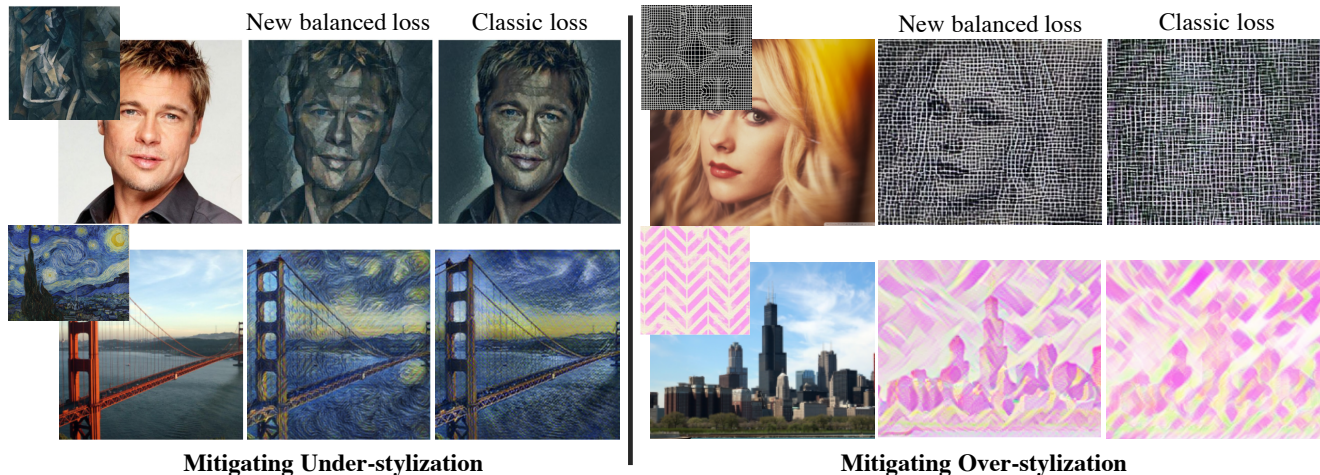 New balanced loss
Classic loss
New balanced loss
Classic loss
Mitigating Under-stylization
Mitigating Over-stylization